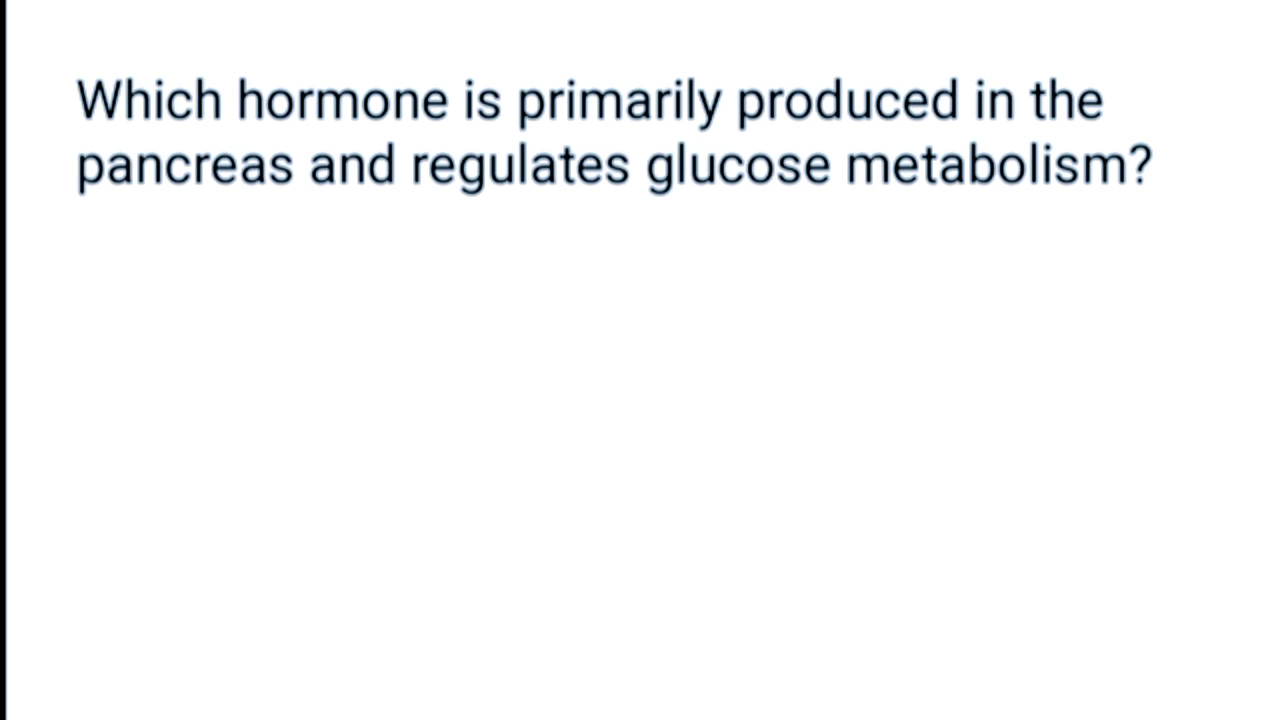 Which hormone is primarily produced in the
pancreas and regulates glucose metabolism?